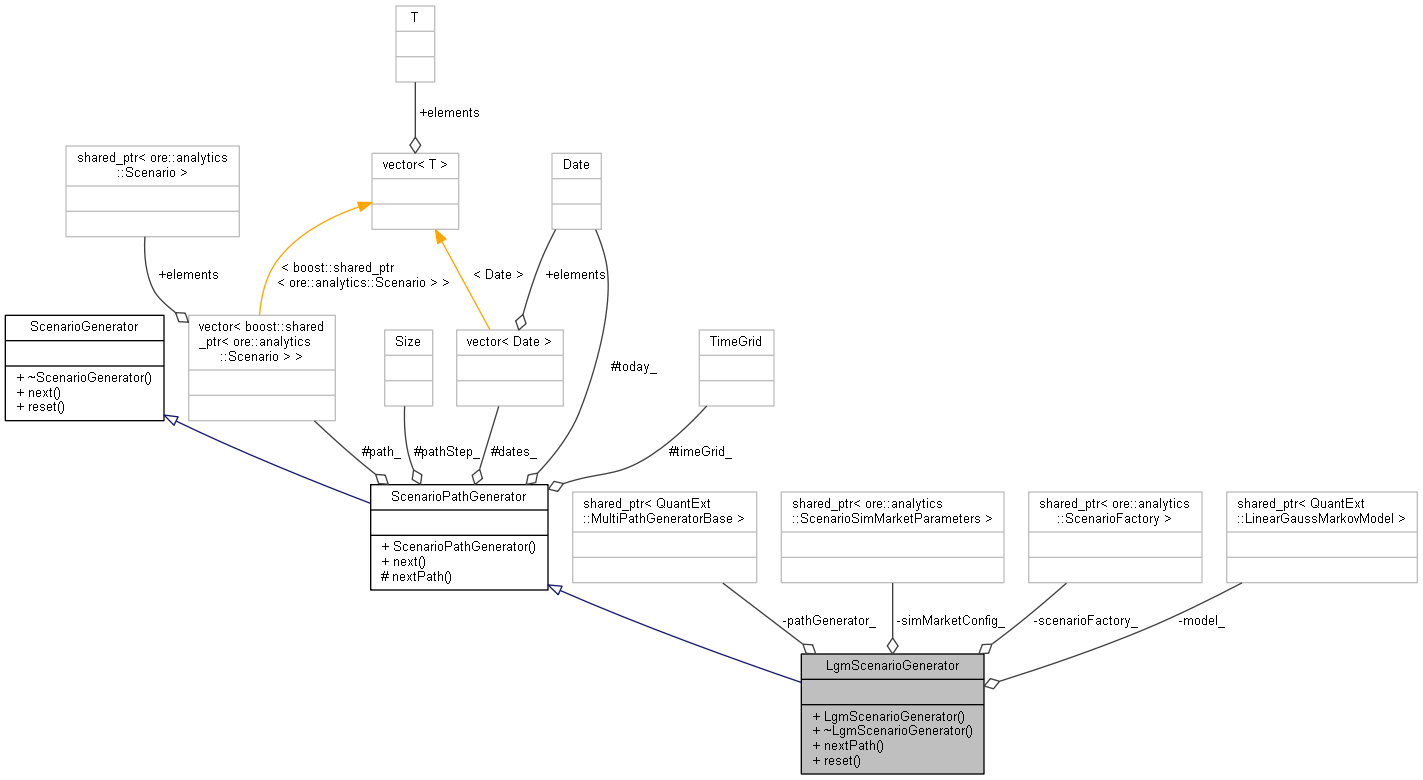 T
+elements
shared_ptr< ore::analytics
::Scenario >
vector< T >
Date
+elements
< boost::shared_ptr
< ore::analytics::Scenario > >
< Date >
+elements
ScenarioGenerator
+ ~ScenarioGenerator()
+ next()
+ reset()
vector< boost::shared
_ptr< ore::analytics
::Scenario > >
Size
vector< Date >
#today_
TimeGrid
#path_
#pathStep_
#dates_
#timeGrid_
ScenarioPathGenerator
+ ScenarioPathGenerator()
+ next()
# nextPath()
shared_ptr< QuantExt
::MultiPathGeneratorBase >
shared_ptr< ore::analytics
::ScenarioSimMarketParameters >
shared_ptr< ore::analytics
::ScenarioFactory >
shared_ptr< QuantExt
::LinearGaussMarkovModel >
-pathGenerator_
-simMarketConfig_
-scenarioFactory_
-model_
LgmScenarioGenerator
+ LgmScenarioGenerator()
+ ~LgmScenarioGenerator()
+ nextPath()
+ reset()